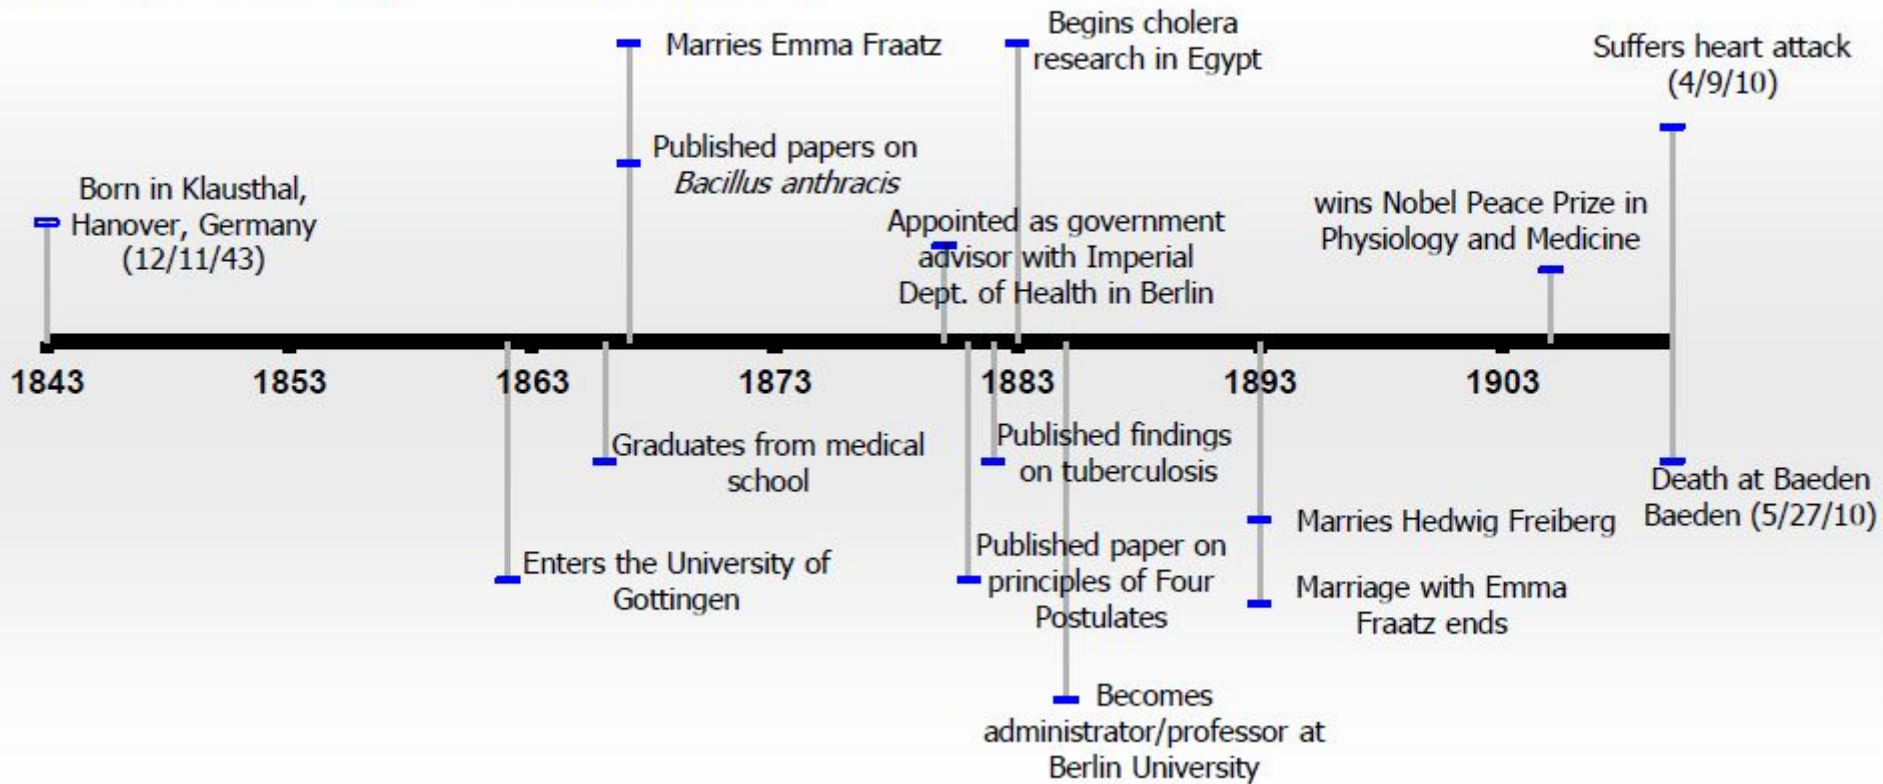 Marries Emma Fraatz
Begins cholera
research in Egypt
Suffers heart attack
(4/9/10)
Published papers on
Bacillus anthracis
Born in Klausthal,
Hanover, Germany
(12/11/43)
Appointed as government
advisor with Imperial
Dept. of Health in Berlin
wins Nobel Peace Prize in
Physiology and Medicine
1843
1853
1863
1873
1883
1893
1903
Graduates from medical
school
Published findings
on tuberculosis
Death at Baeden
Baeden (5/27/10)
Marries Hedwig Freiberg
Enters the University of
Gottingen
Published paper on
principles of Four
Postulates
Marriage with Emma
Fraatz ends
Becomes
administrator/professor at
Berlin University